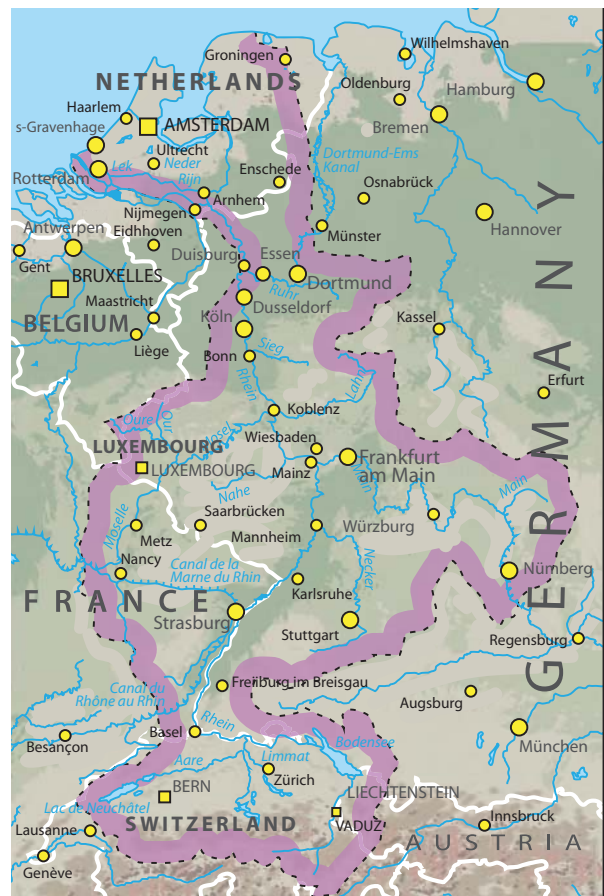 Wilhelmshaven
Groningen
NETHERLANDS
Oldenburg
Hamburg
Haarlem
s-Gravenhage
AMSTERDAM
Bremen
Ultrecht
Dortmund-Ems
Kanal
Lek
Neder
Rijn
Rotterdam
Enschede
Osnabrück
Arnhem
Nijmegen
Hannover
Antwerpen
Eidhhoven
Münster
Gent
Duisburg
Essen
BRUXELLES
Dortmund
Ruhr
Maastricht
Dusseldorf
BELGIUM
Köln
Kassel
Liège
Sieg
Bonn
Rhein
Lahn
Erfurt
GERMANY
Koblenz
Oure
Our
Mosel
LUXEMBOURG
Wiesbaden
LUXEMBOURG
Frankfurt
am Main
Mainz
Main
Main
Nahe
Saarbrücken
Moselle
Metz
Mannheim
Würzburg
Nancy
Canal de la
Marne du Rhin
Necker
Nürnberg
Karlsruhe
FRANCE
Strasburg
Stuttgart
Regensburg
Freiburg im Breisgau
Canal du
Rhône au Rhin
Augsburg
München
Besançon
Basel
Rhein
Bodensee
Aare
Limmat
Zürich
BERN
LIECHTENSTEIN
Lac de Neuchâtel
SWITZERLAND
VADUZ
Innsbruck
Lausanne
AUSTRIA
Genève